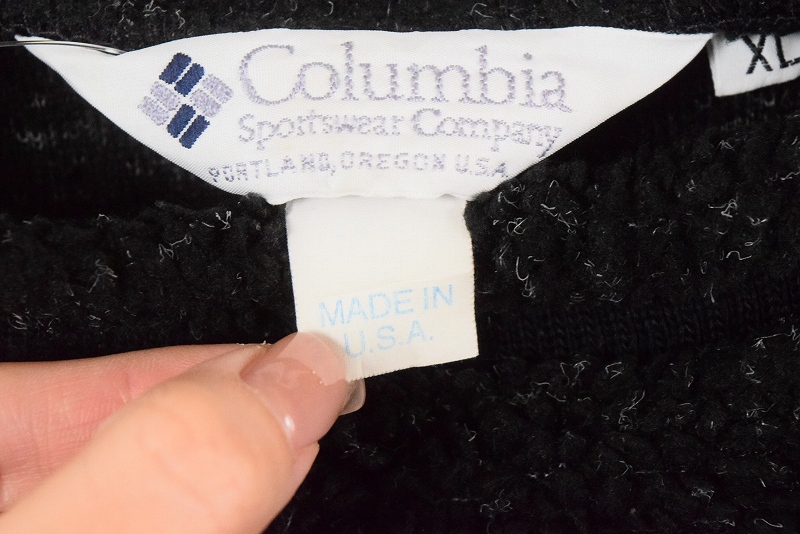 Columbia
Sportswear Company
PORTLAND, OREGON U.S.A.
XL
MADE IN
U.S.A.